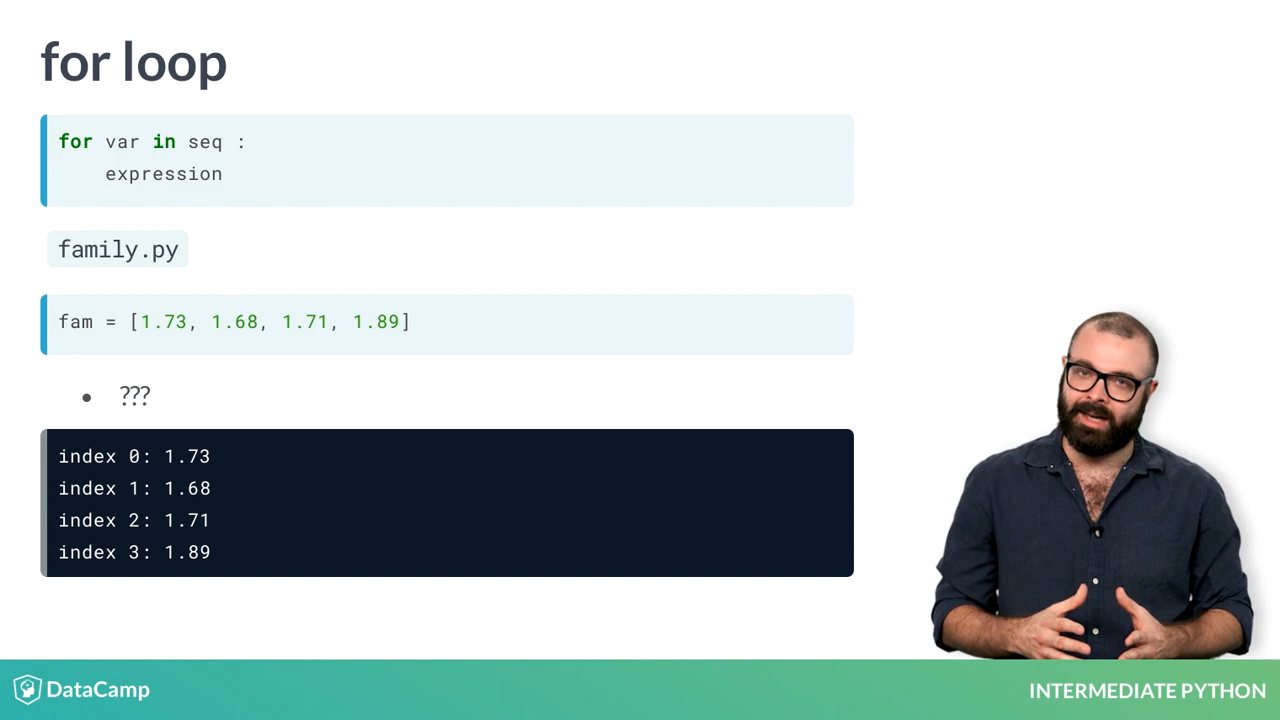 for loop
for var in seq :
    expression
family.py
fam = [1.73, 1.68, 1.71, 1.89]
• ???
index 0: 1.73
index 1: 1.68
index 2: 1.71
index 3: 1.89
DataCamp
INTERMEDIATE PYTHON